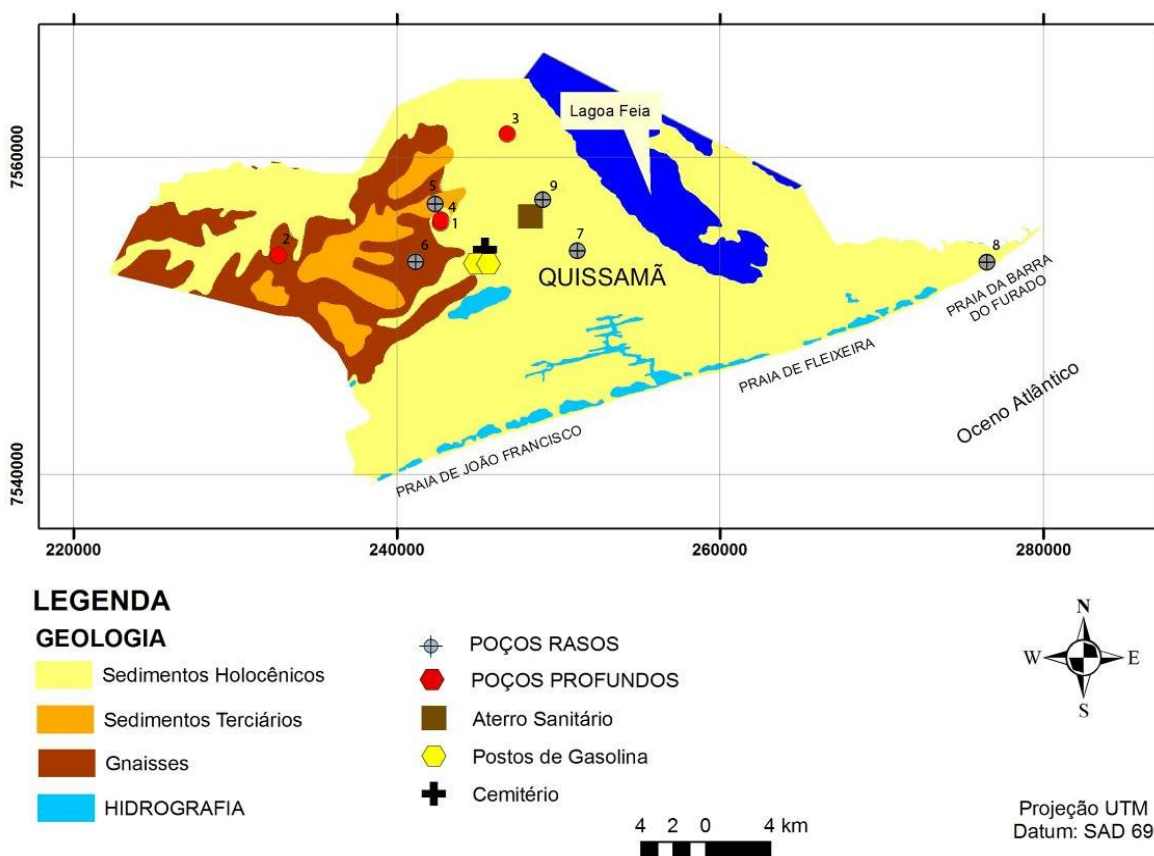 Lagoa Feia
3
7560000
5
9
4
1
2
6
7
8
QUISSAMÃ
PRAIA DA BARRA
DO FURADO
PRAIA DE FLEIXEIRA
Oceno Atlântico
PRAIA DE JOÃO FRANCISCO
7540000
220000
240000
260000
280000
LEGENDA
GEOLOGIA
Sedimentos Holocênicos
Sedimentos Terciários
Gnaisses
HIDROGRAFIA
POÇOS RASOS
POÇOS PROFUNDOS
Aterro Sanitário
Postos de Gasolina
Cemitério
4 2 0 4 km
N
W E
S
Projeção UTM
Datum: SAD 69